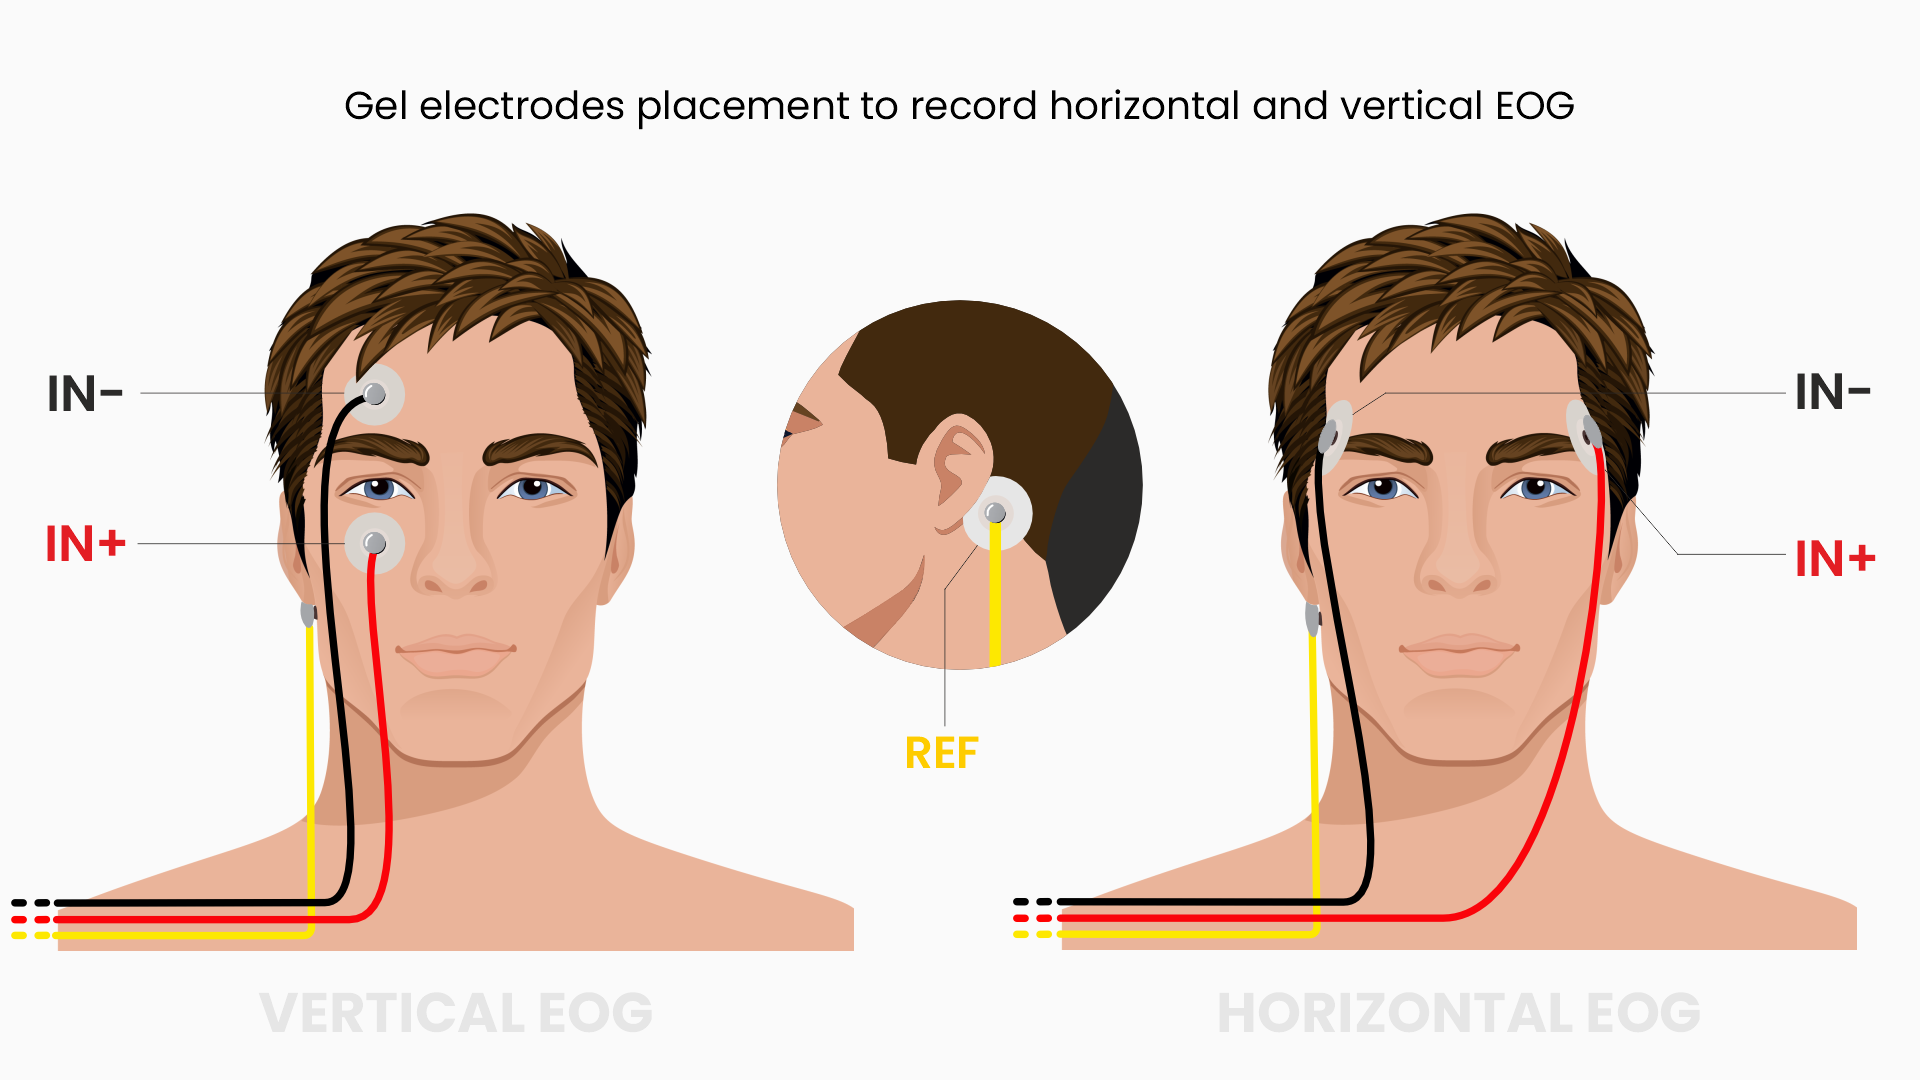 Gel electrodes placement to record horizontal and vertical EOG
IN-
IN+
REF
IN-
IN+
VERTICAL EOG
HORIZONTAL EOG